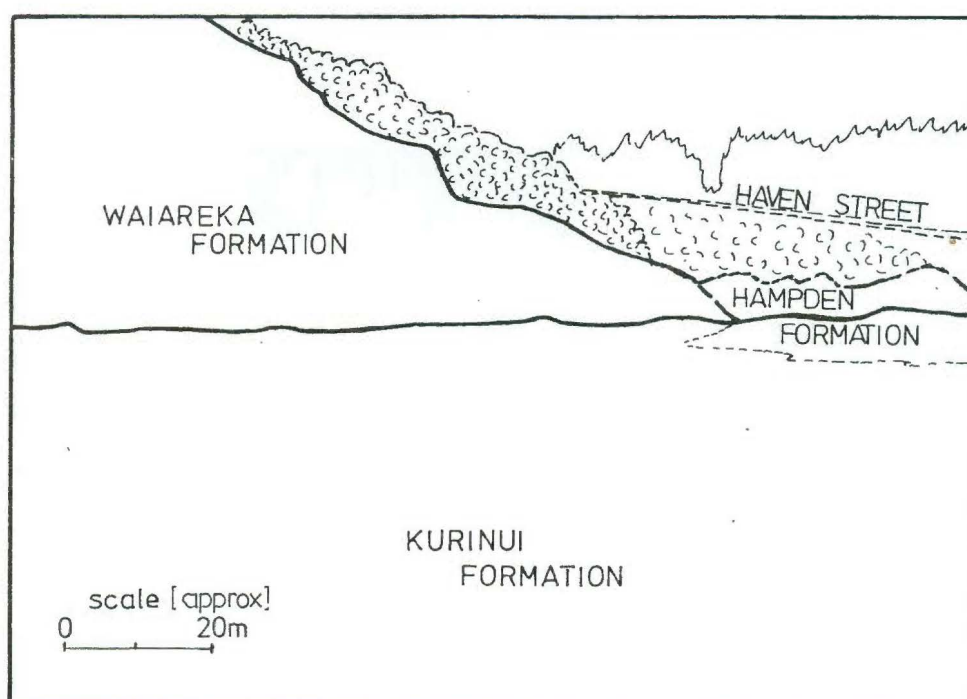 WAIAREKA
FORMATION
HAVEN STREET
HAMPDEN
FORMATION
KURINUI
FORMATION
scale [approx]
0 20m